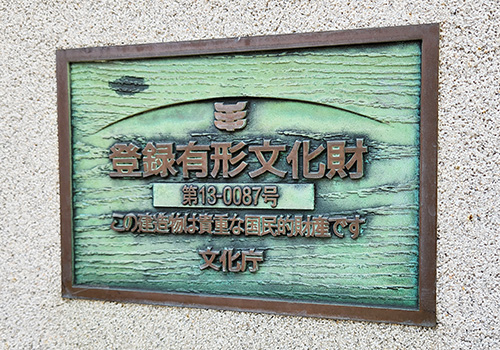 登録有形文化財
第13-0087号
この建造物は貴重な国民的財産です
文化庁